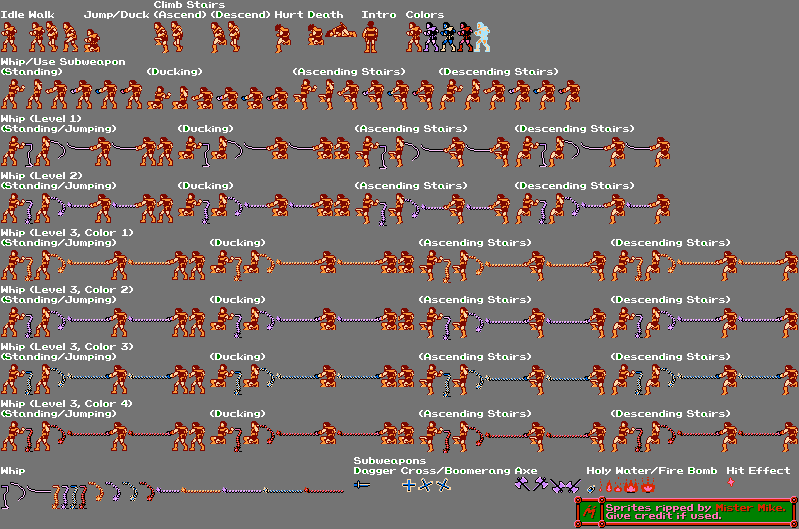 Climb Stairs
Idle Walk Jump/Duck (Ascend) (Descend) Hurt Death Intro Colors
Whip/Use Subweapon
(Standing) (Ducking) (Ascending Stairs) (Descending Stairs)
Whip (Level 1)
(Standing/Jumping) (Ducking) (Ascending Stairs) (Descending Stairs)
Whip (Level 2)
(Standing/Jumping) (Ducking) (Ascending Stairs) (Descending Stairs)
Whip (Level 3, Color 1)
(Standing/Jumping) (Ducking) (Ascending Stairs) (Descending Stairs)
Whip (Level 3, Color 2)
(Standing/Jumping) (Ducking) (Ascending Stairs) (Descending Stairs)
Whip (Level 3, Color 3)
(Standing/Jumping) (Ducking) (Ascending Stairs) (Descending Stairs)
Whip (Level 3, Color 4)
(Standing/Jumping) (Ducking) (Ascending Stairs) (Descending Stairs)
Subweapons
Whip Dagger Cross/Boomerang Axe Holy Water/Fire Bomb Hit Effect
Sprites ripped by Mister Mike.
Give credit if used.